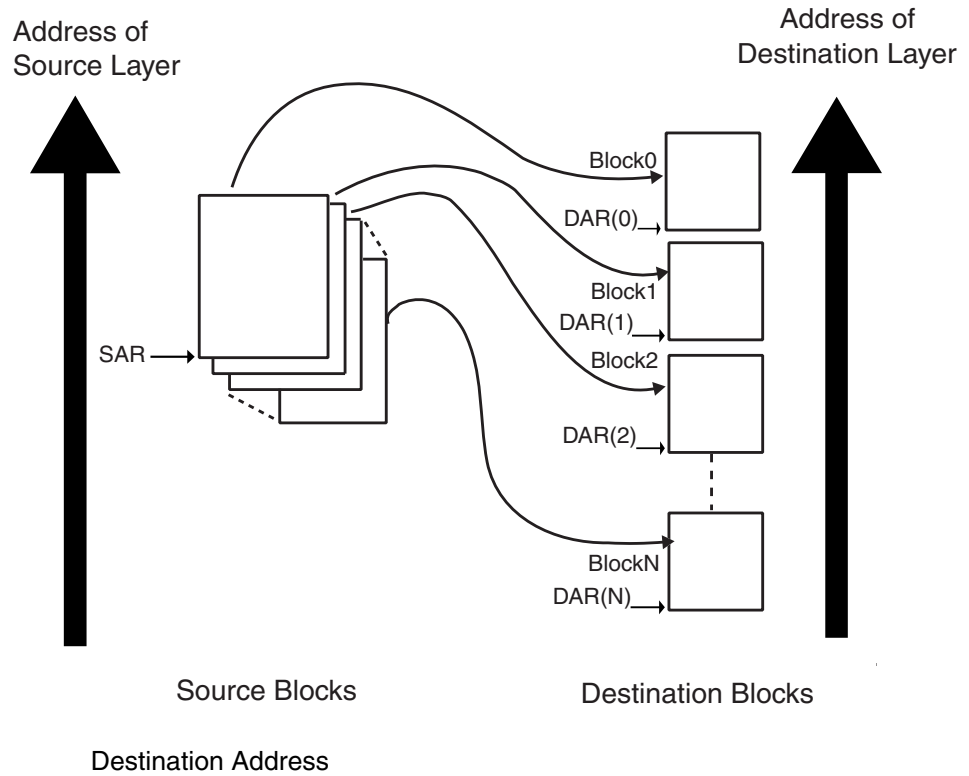 Address of
Source Layer
Address of
Destination Layer
Block0
DAR(0)
Block1
DAR(1)
SAR
Block2
DAR(2)
BlockN
DAR(N)
Source Blocks
Destination Blocks
Destination Address